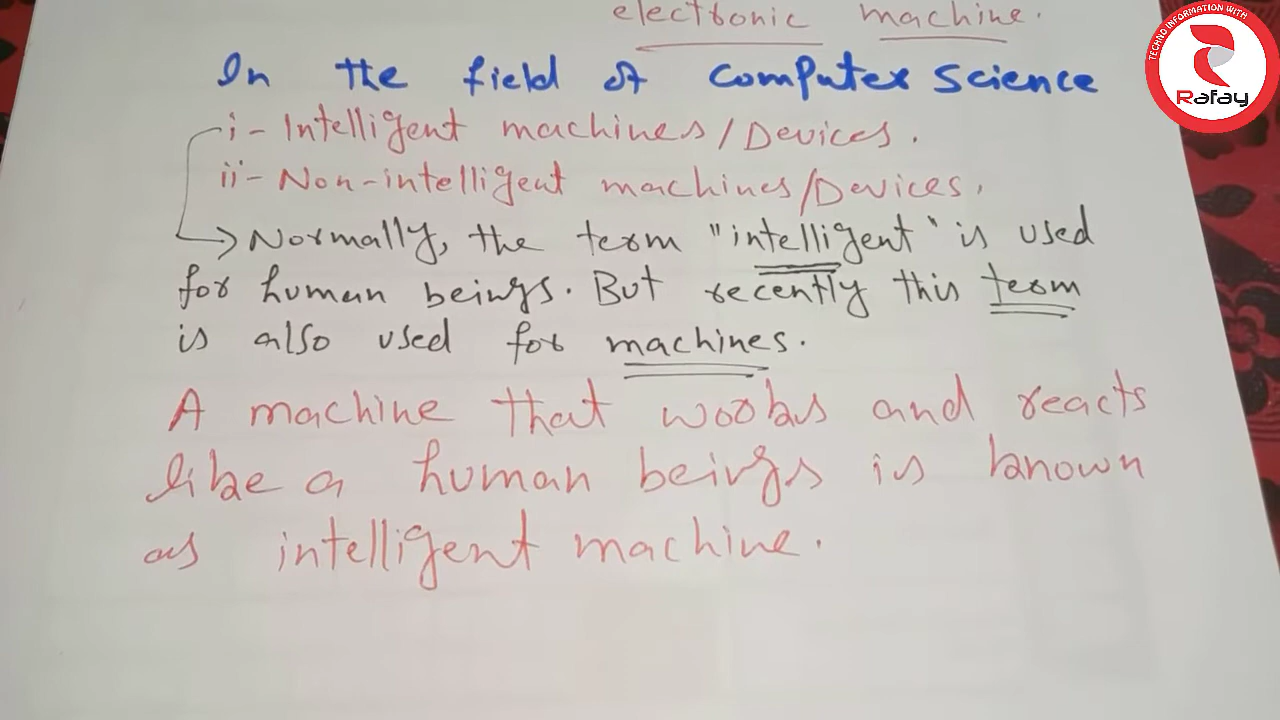 electronic machine.
In the field of computer science
i- Intelligent machines/Devices.
ii- Non-intelligent machines/Devices.
Normally, the term "intelligent" is used
for human beings. But recently this term
is also used for machines.
A machine that works and reacts
like a human beings is known
as intelligent machine.
TECHNO INFORMATION WITH
Rafay